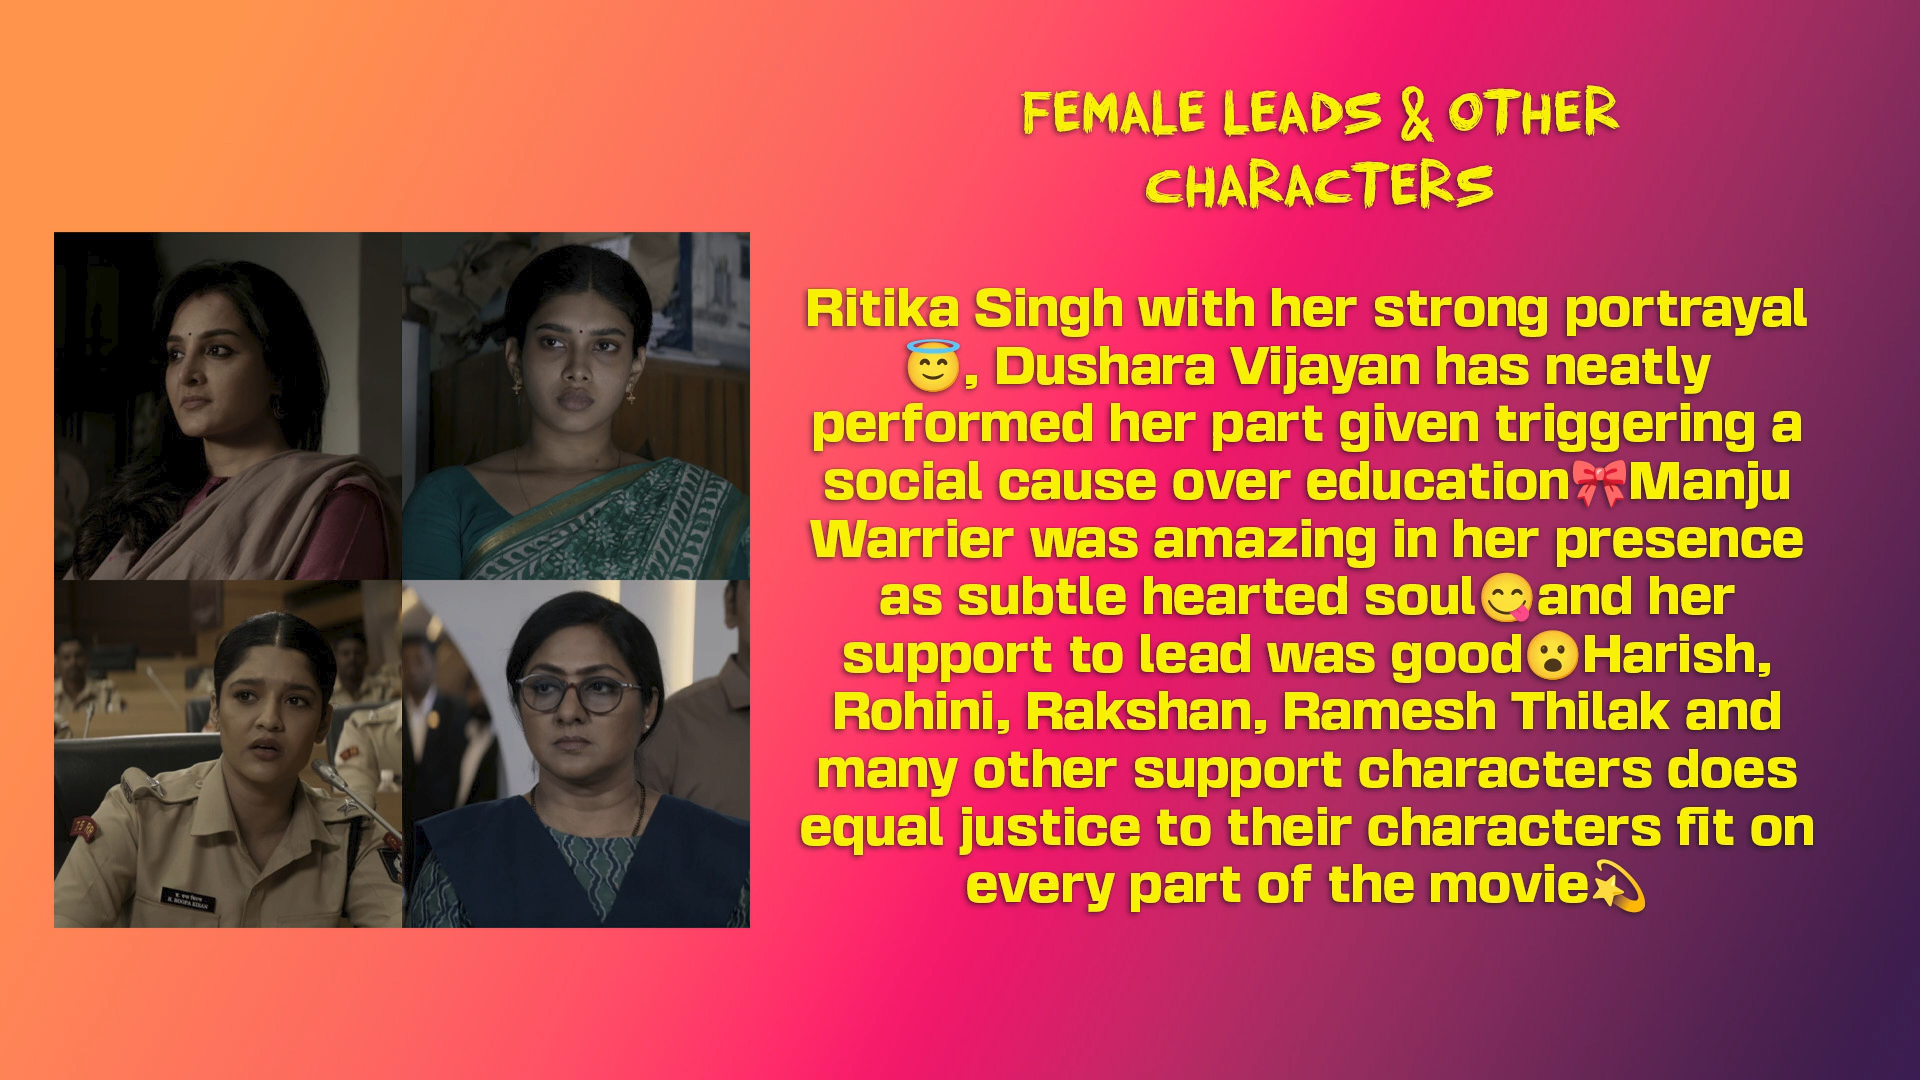 FEMALE LEADS & OTHER
CHARACTERS
Ritika Singh with her strong portrayal
😇, Dushara Vijayan has neatly
performed her part given triggering a
social cause over education🎀Manju
Warrier was amazing in her presence
as subtle hearted soul😋and her
support to lead was good😮Harish,
Rohini, Rakshan, Ramesh Thilak and
many other support characters does
equal justice to their characters fit on
every part of the movie💫